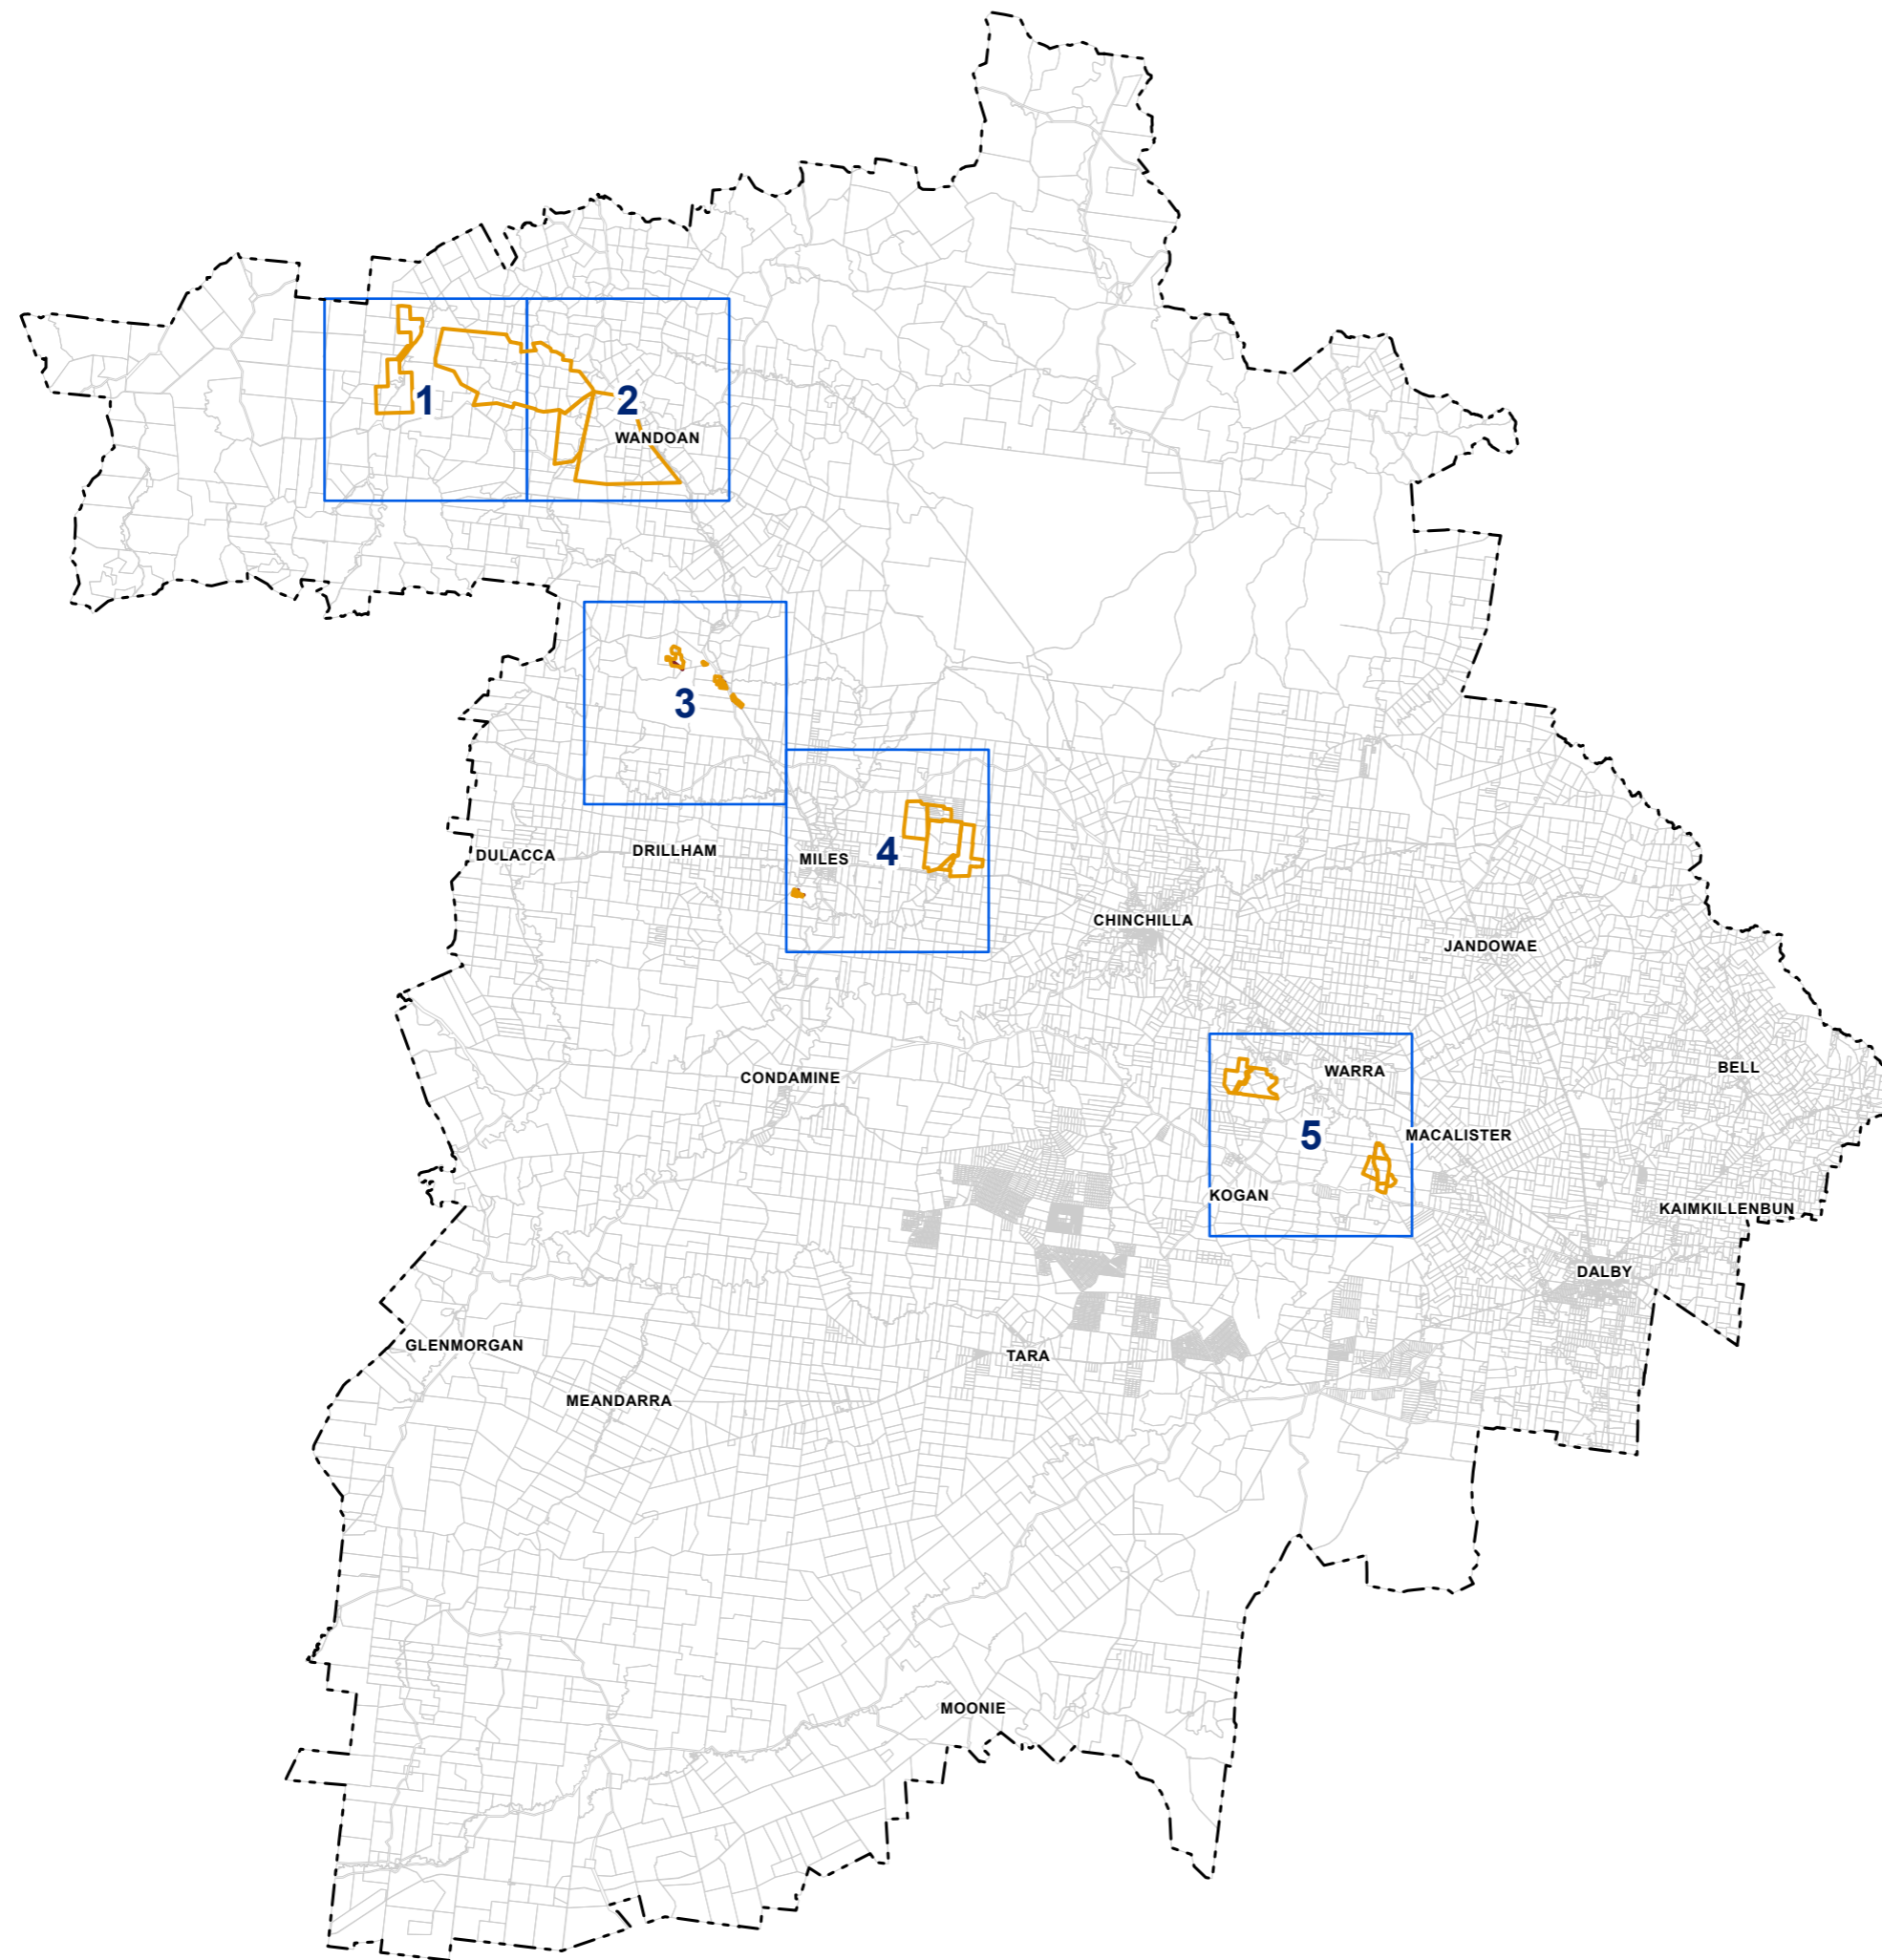 1
2
WANDOAN
3
4
DULACCA
DRILLHAM
MILES
CHINCHILLA
JANDOWAE
CONDAMINE
WARRA
BELL
5
MACALISTER
KOGAN
KAIMKILLENBUN
DALBY
GLENMORGAN
TARA
MEANDARRA
MOONIE